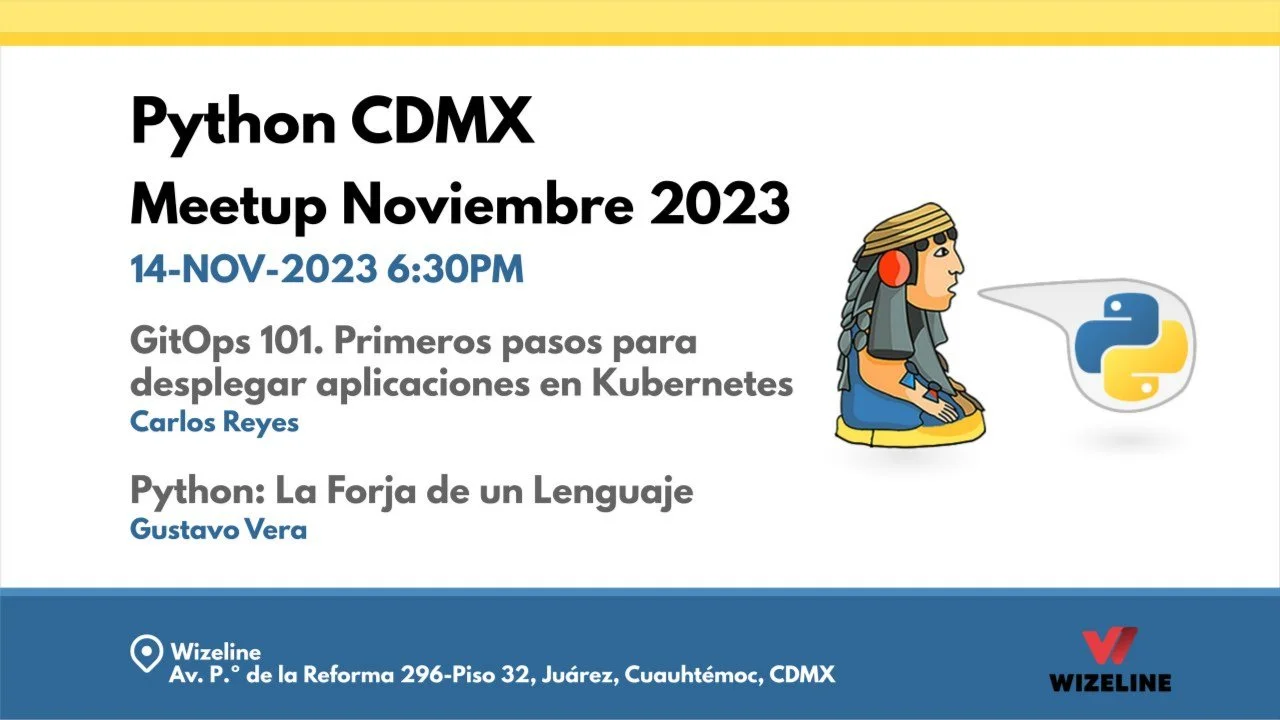 Python CDMX
Meetup Noviembre 2023
14-NOV-2023 6:30PM
GitOps 101. Primeros pasos para
desplegar aplicaciones en Kubernetes
Carlos Reyes
Python: La Forja de un Lenguaje
Gustavo Vera
Wizeline
Av. P.º de la Reforma 296-Piso 32, Juárez, Cuauhtémoc, CDMX
WIZELINE